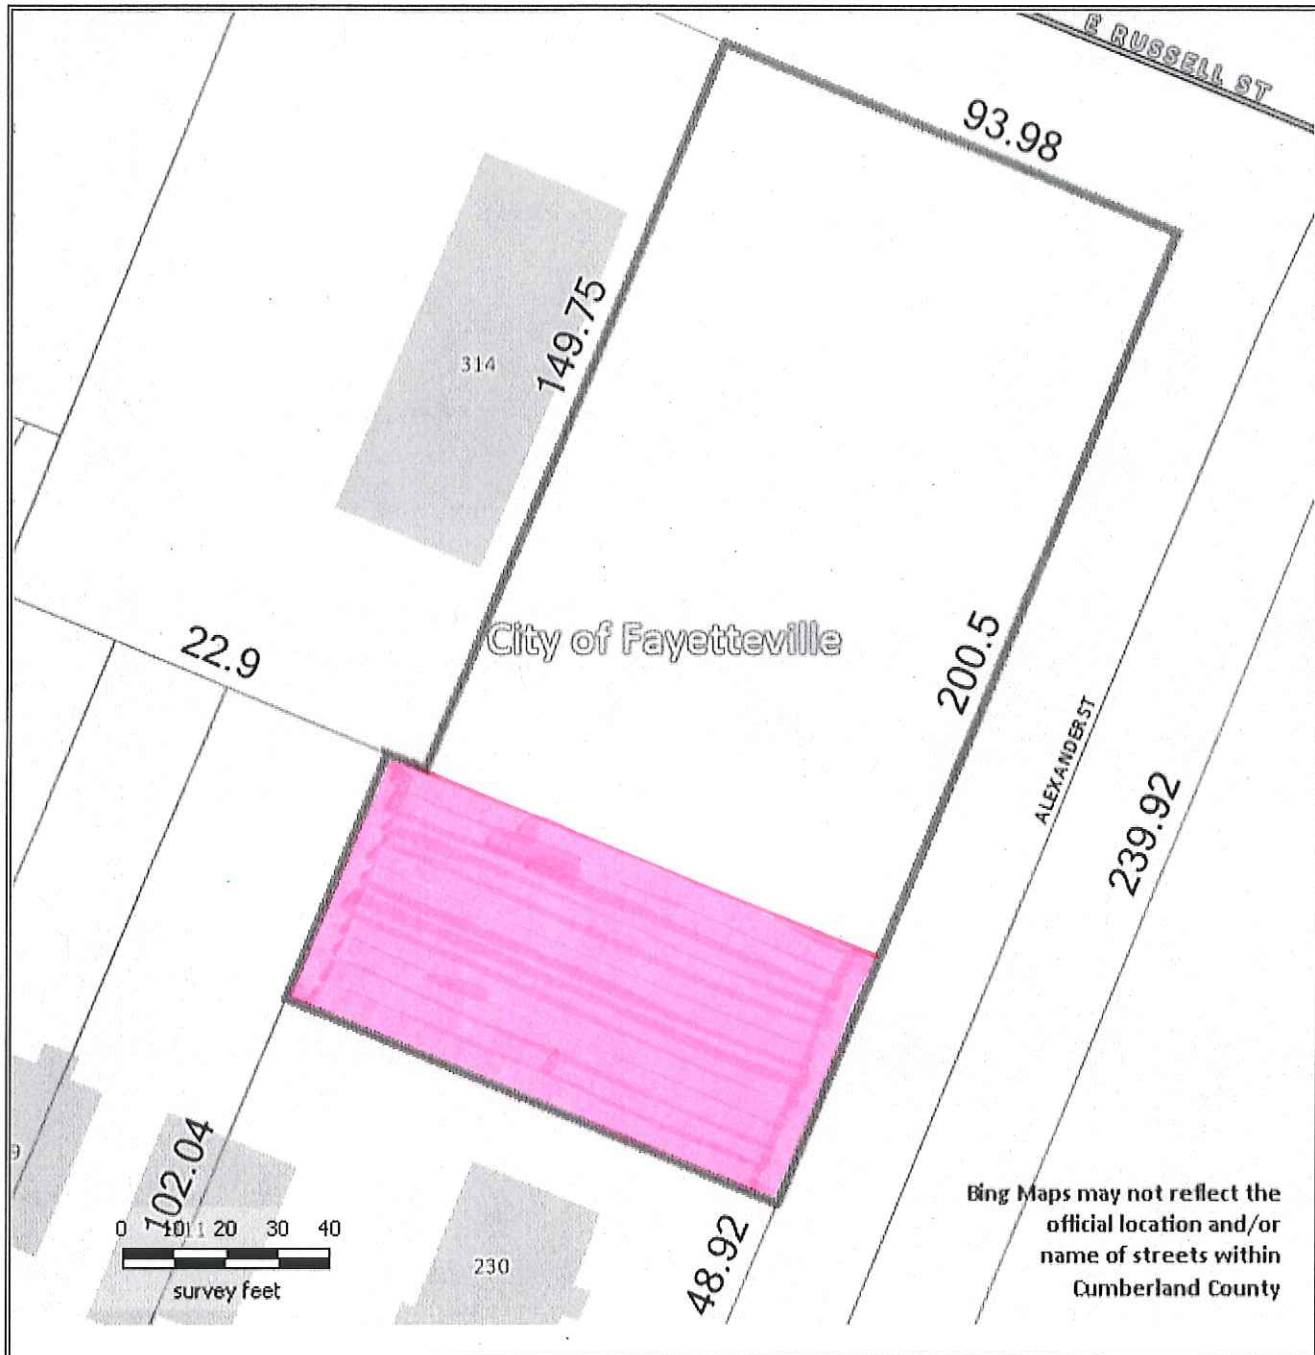 E RUSSELL ST
93.98
149.75
314
City of Fayetteville
22.9
200.5
ALEXANDER ST
239.92
9
102.04
11
0 10 20 30 40
survey feet
230
48.92
Bing Maps may not reflect the
official location and/or
name of streets within
Cumberland County